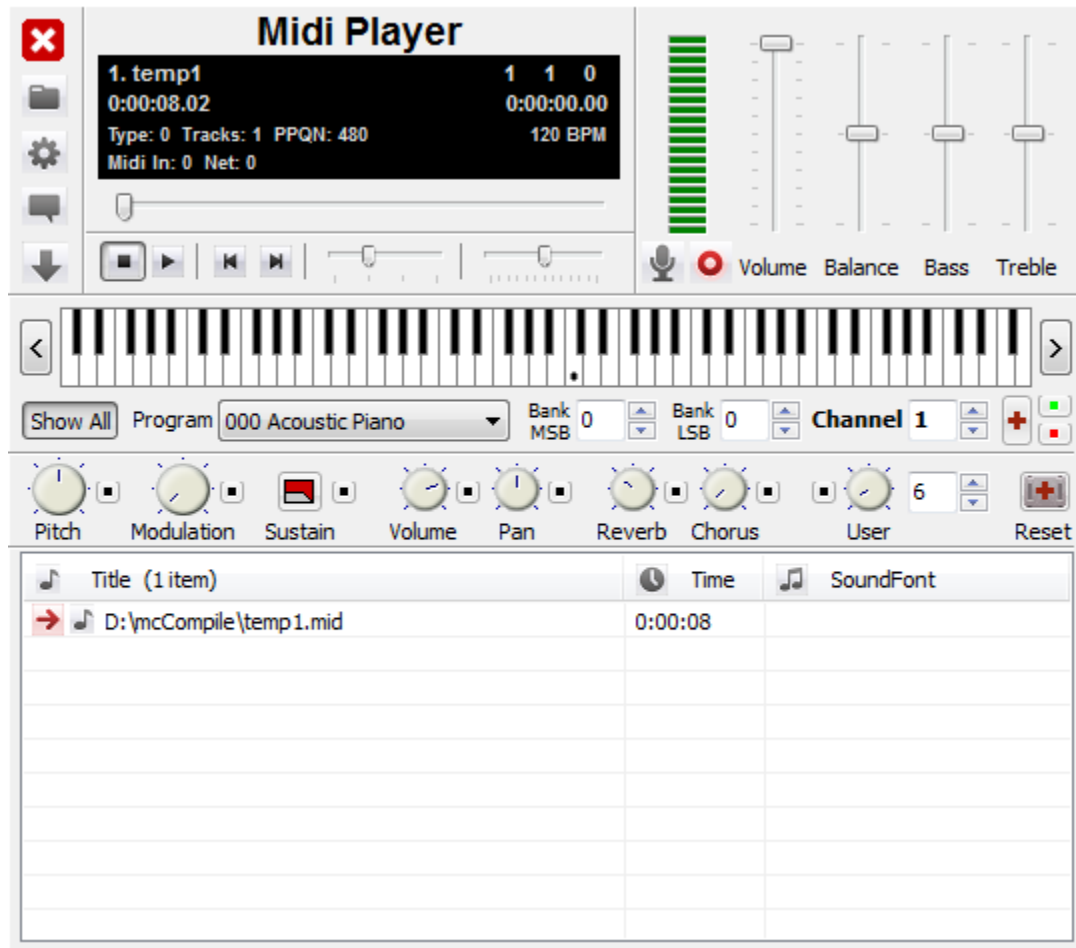 Midi Player
1. temp1 1 1 0
0:00:08.02 0:00:00.00
Type: 0 Tracks: 1 PPQN: 480 120 BPM
Midi In: 0 Net: 0
Volume Balance Bass Treble
<
>
Show All Program 000 Acoustic Piano Bank MSB 0 Bank LSB 0 Channel 1
6
Pitch Modulation Sustain Volume Pan Reverb Chorus User Reset
Title (1 item) Time SoundFont
D:\mcCompile\temp1.mid 0:00:08